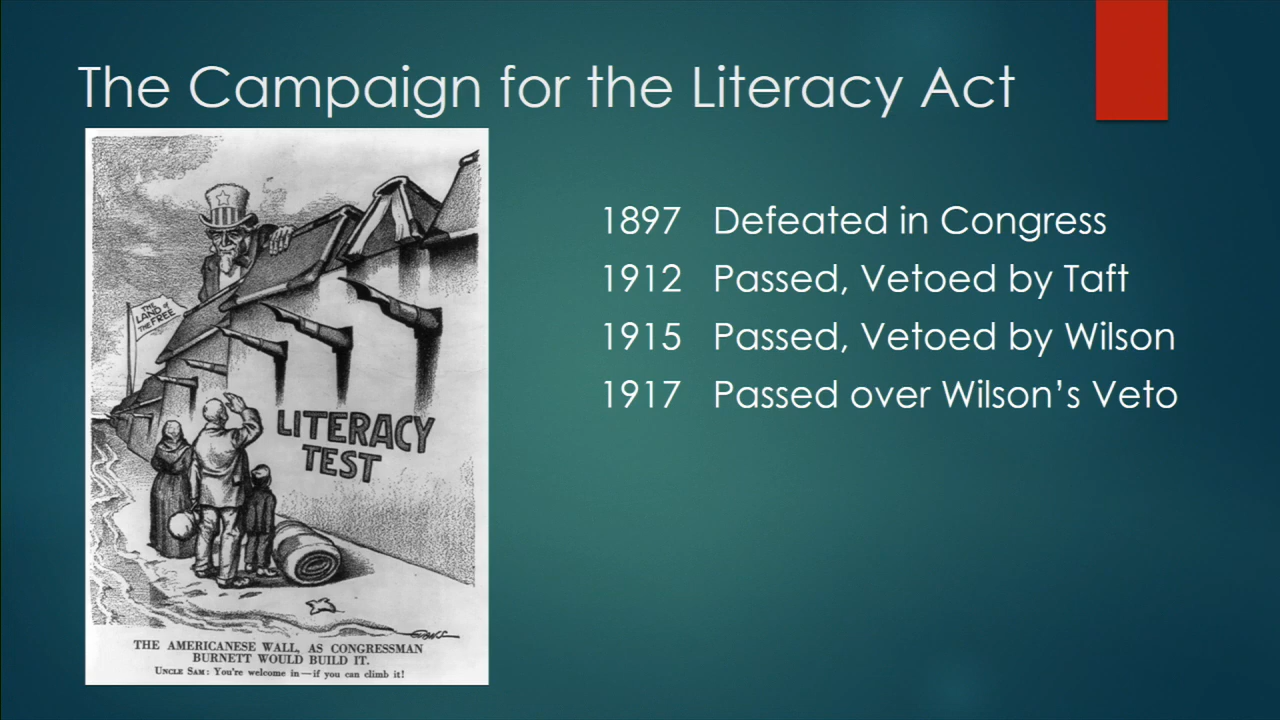 The Campaign for the Literacy Act
THE
LAND of
THE FREE
LITERACY
TEST
THE AMERICANESE WALL, AS CONGRESSMAN
BURNETT WOULD BUILD IT.
UNCLE SAM: You're welcome in—if you can climb it!
1897 Defeated in Congress
1912 Passed, Vetoed by Taft
1915 Passed, Vetoed by Wilson
1917 Passed over Wilson’s Veto